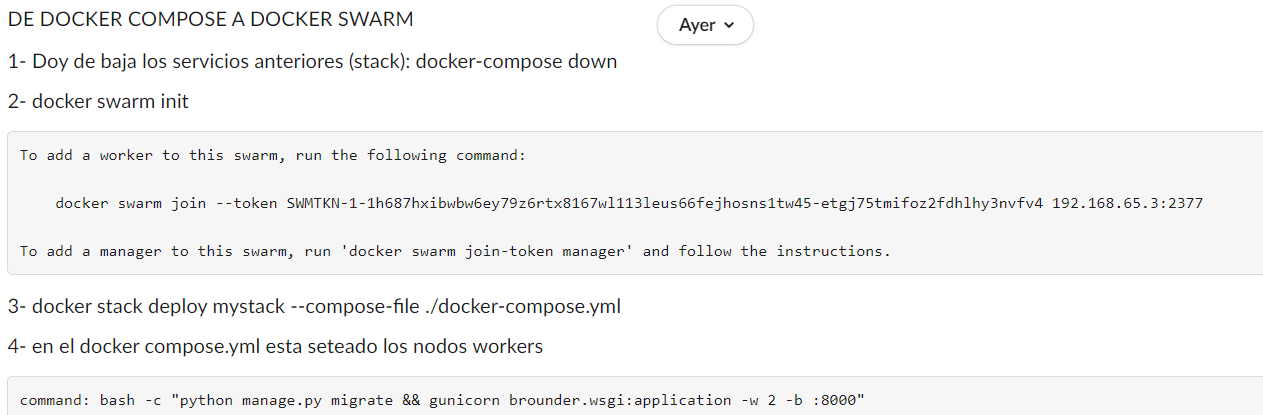 DE DOCKER COMPOSE A DOCKER SWARM
Ayer
1- Doy de baja los servicios anteriores (stack): docker-compose down
2- docker swarm init
To add a worker to this swarm, run the following command:
docker swarm join --token SWMTKN-1-1h687hxibwbw6ey79z6rtx8167wl113leus66fejhosns1tw45-etgj75tmifoz2fdhlhy3nvfv4 192.168.65.3:2377
To add a manager to this swarm, run 'docker swarm join-token manager' and follow the instructions.
3- docker stack deploy mystack --compose-file ./docker-compose.yml
4- en el docker compose.yml esta seteado los nodos workers
command: bash -c "python manage.py migrate && gunicorn brounder.wsgi:application -w 2 -b :8000"